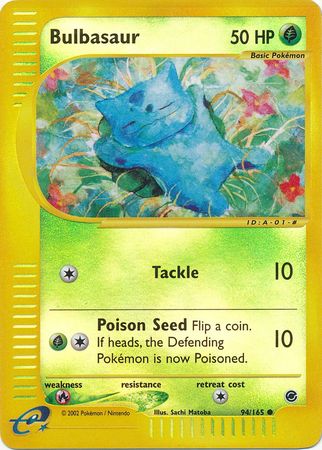 Bulbasaur 50 HP
Basic Pokémon
ID:A-01-#
Tackle 10
Poison Seed Flip a coin.
If heads, the Defending
Pokémon is now Poisoned.
10
weakness resistance retreat cost
©2002 Pokémon / Nintendo Illus. Sachi Matoba 94/165
e